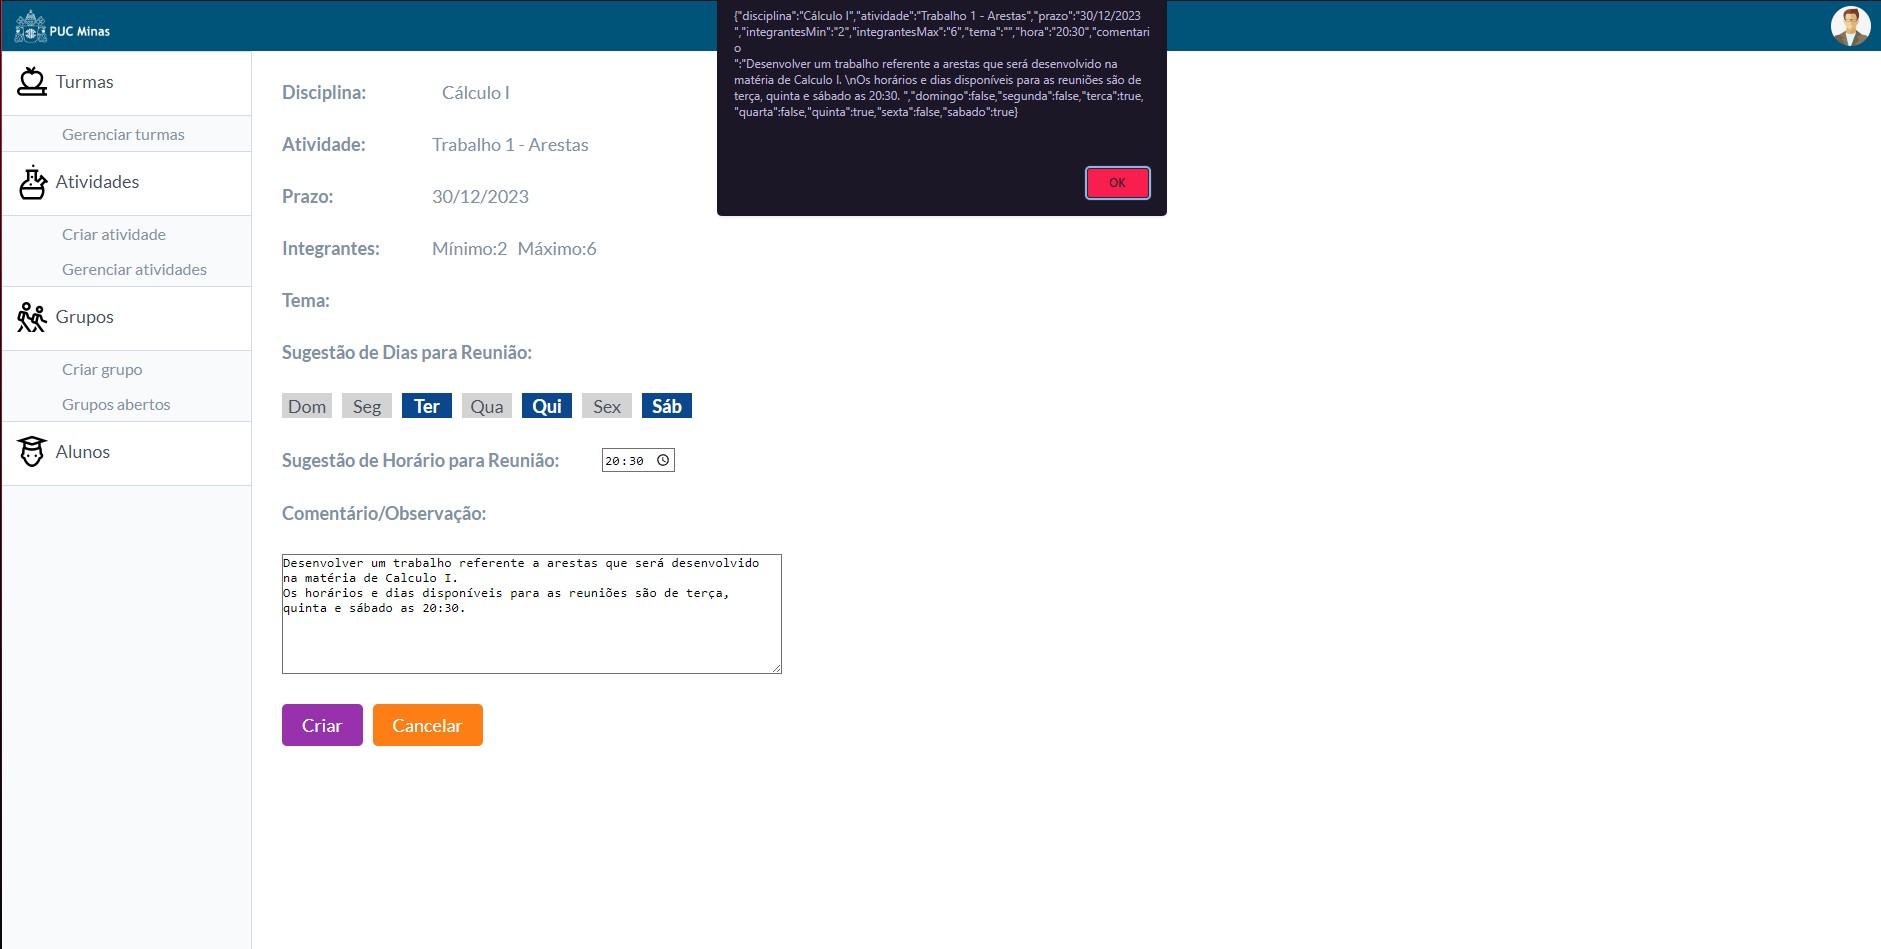 PUC Minas
{"disciplina":"Cálculo I","atividade":"Trabalho 1 - Arestas","prazo":"30/12/2023
","integrantesMin":"2","integrantesMax":"6","tema":"","hora":"20:30","comentari
o
":"Desenvolver um trabalho referente a arestas que será desenvolvido na
matéria de Calculo I. \nOs horários e dias disponíveis para as reuniões são de
terça, quinta e sábado as 20:30. ","domingo":false,"segunda":false,"terca":true,
"quarta":false,"quinta":true,"sexta":false,"sabado":true}
OK
Turmas
Gerenciar turmas
Atividades
Criar atividade
Gerenciar atividades
Grupos
Criar grupo
Grupos abertos
Alunos
Disciplina: Cálculo I
Atividade: Trabalho 1 - Arestas
Prazo: 30/12/2023
Integrantes: Mínimo:2 Máximo:6
Tema:
Sugestão de Dias para Reunião:
Dom Seg Ter Qua Qui Sex Sáb
Sugestão de Horário para Reunião: 20:30
Comentário/Observação:
Desenvolver um trabalho referente a arestas que será desenvolvido
na matéria de Calculo I.
Os horários e dias disponíveis para as reuniões são de terça,
quinta e sábado as 20:30.
Criar Cancelar